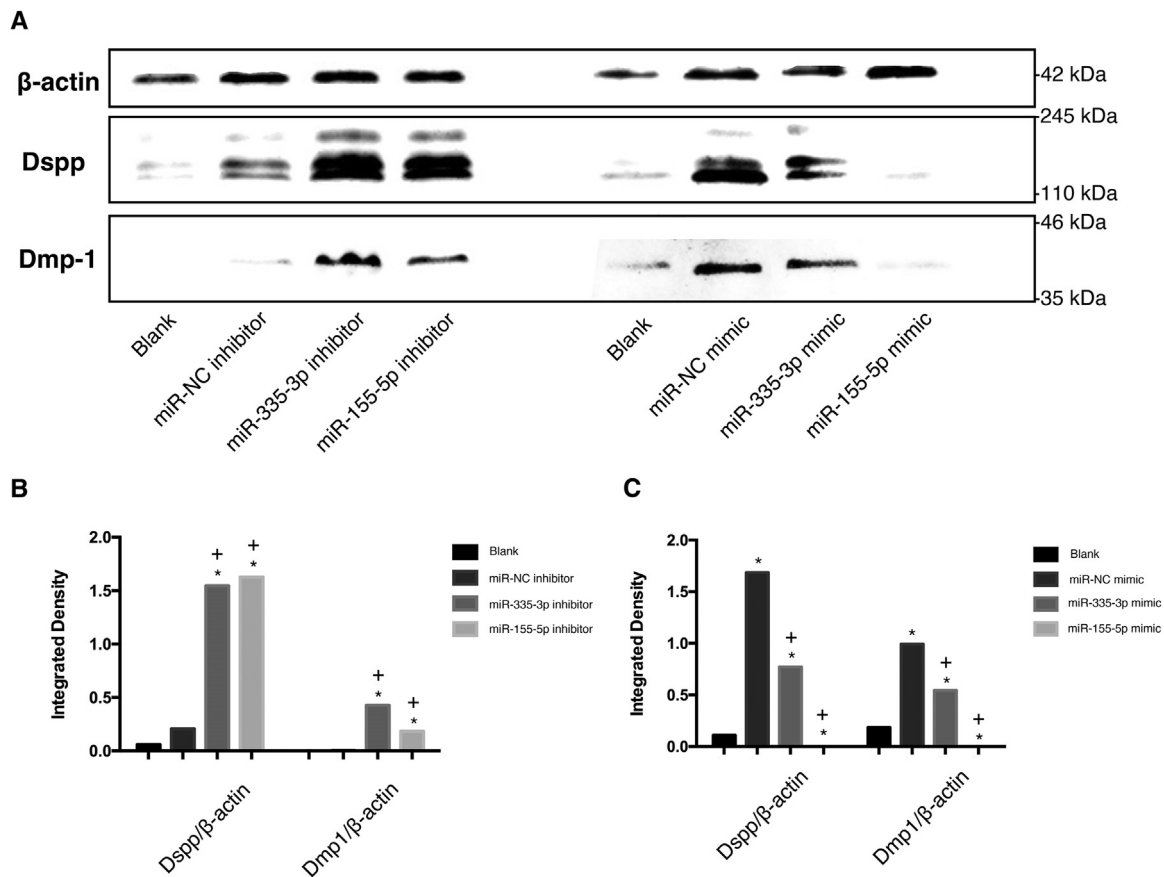 A
β-actin
-42 kDa
245 kDa
Dspp
110 kDa
46 kDa
Dmp-1
35 kDa
Blank
miR-NC inhibitor
miR-335-3p inhibitor
miR-155-5p inhibitor
Blank
miR-NC mimic
miR-335-3p mimic
miR-155-5p mimic
B
Integrated Density
2.0
1.5
1.0
0.5
0.0
+
*
+
*
+
*
+
*
Dspp/β-actin
Dmp1/β-actin
Blank
miR-NC inhibitor
miR-335-3p inhibitor
miR-155-5p inhibitor
C
Integrated Density
2.0
1.5
1.0
0.5
0.0
*
+
*
+
*
*
+
*
+
*
Dspp/β-actin
Dmp1/β-actin
Blank
miR-NC mimic
miR-335-3p mimic
miR-155-5p mimic